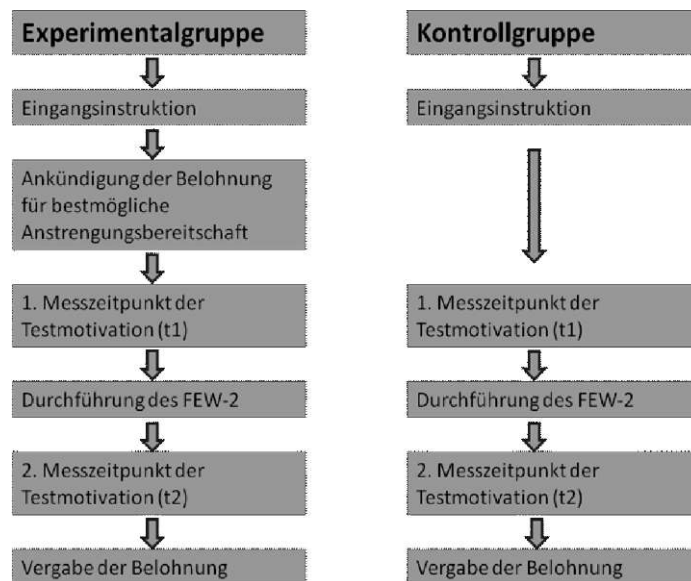 Experimentalgruppe
Eingangsinstruktion
Ankündigung der Belohnung
für bestmögliche
Anstrengungsbereitschaft
1. Messzeitpunkt der
Testmotivation (t1)
Durchführung des FEW-2
2. Messzeitpunkt der
Testmotivation (t2)
Vergabe der Belohnung
Kontrollgruppe
Eingangsinstruktion
1. Messzeitpunkt der
Testmotivation (t1)
Durchführung des FEW-2
2. Messzeitpunkt der
Testmotivation (t2)
Vergabe der Belohnung